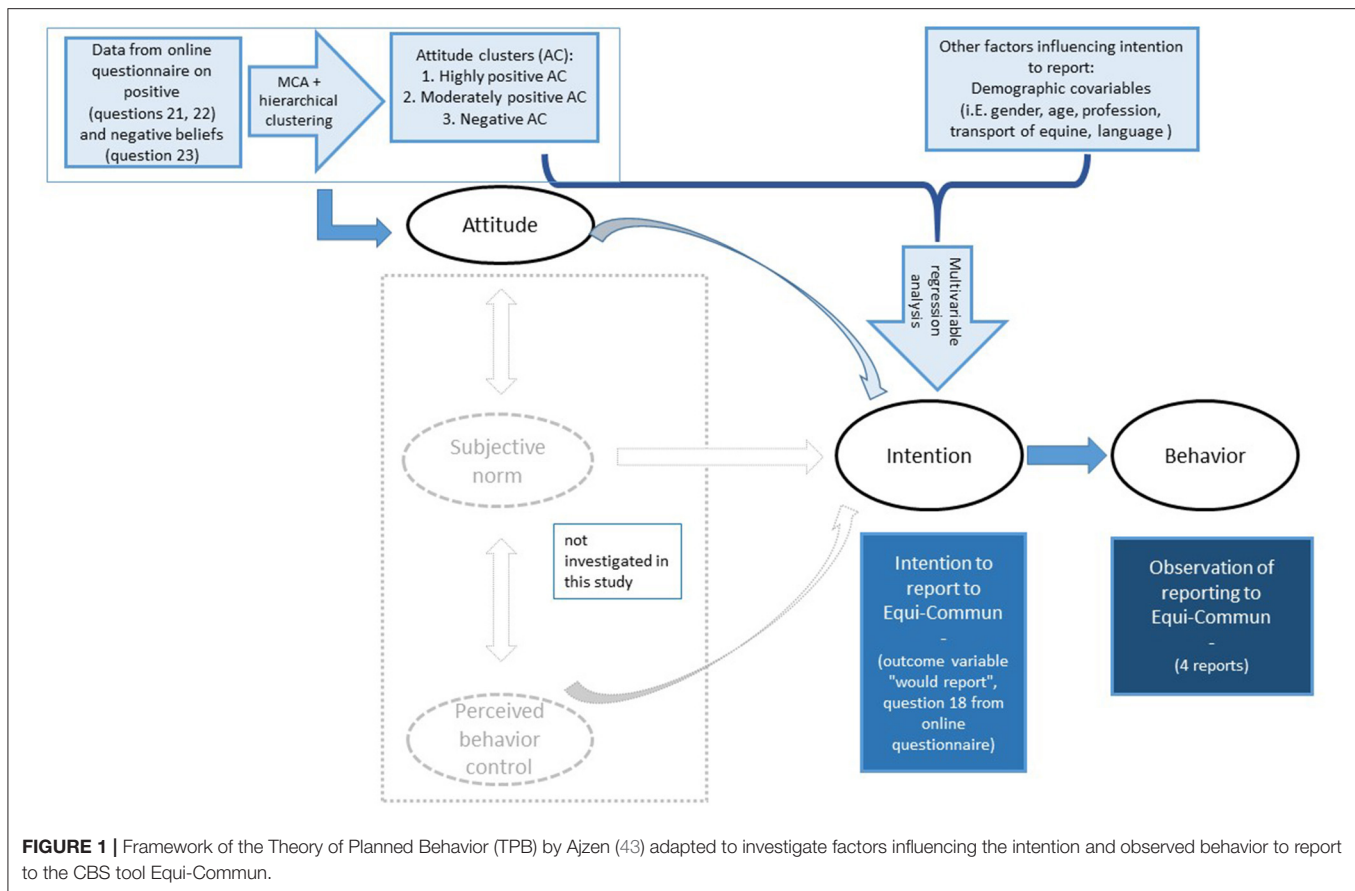 Data from online
questionnaire on
positive
(questions 21, 22)
and negative beliefs
(question 23)
MCA +
hierarchical
clustering
Attitude clusters (AC):
1. Highly positive AC
2. Moderately positive AC
3. Negative AC
Other factors influencing intention
to report:
Demographic covariables
(i.E. gender, age, profession,
transport of equine, language )
Attitude
Multivariable
regression
analysis
Subjective
norm
Intention
Behavior
not
investigated in
this study
Perceived
behavior
control
Intention to
report to
Equi-Commun
-
(outcome variable
"would report",
question 18 from
online
questionnaire)
Observation of
reporting to
Equi-Commun
-
(4 reports)
FIGURE 1 | Framework of the Theory of Planned Behavior (TPB) by Ajzen (43) adapted to investigate factors influencing the intention and observed behavior to report
to the CBS tool Equi-Commun.